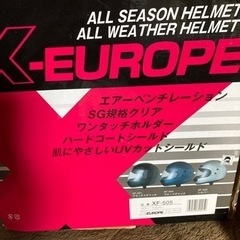 ALL SEASON HELMET
ALL WEATHER HELMET
X-EUROPE
エアーベンチレーション
SG規格クリア
ワンタッチホルダー
ハードコートシールド
肌にやさしいUVカットシールド
XF-505
EUROPE